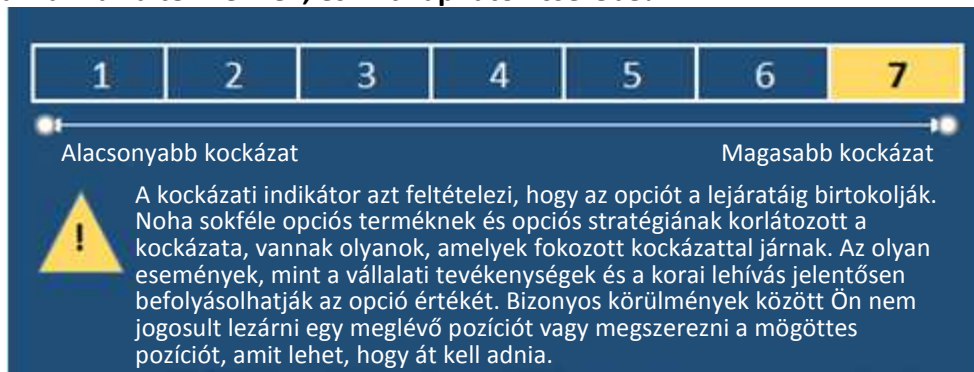 1 2 3 4 5 6 7
Alacsonyabb kockázat Magasabb kockázat
A kockázati indikátor azt feltételezi, hogy az opciót a lejáratáig birtokolják.
Noha sokféle opciós terméknek és opciós stratégiának korlátozott a
kockázata, vannak olyanok, amelyek fokozott kockázattal járnak. Az olyan
események, mint a vállalati tevékenységek és a korai lehívás jelentősen
befolyásolhatják az opció értékét. Bizonyos körülmények között Ön nem
jogosult lezárni egy meglévő pozíciót vagy megszerezni a mögöttes
pozíciót, amit lehet, hogy át kell adnia.